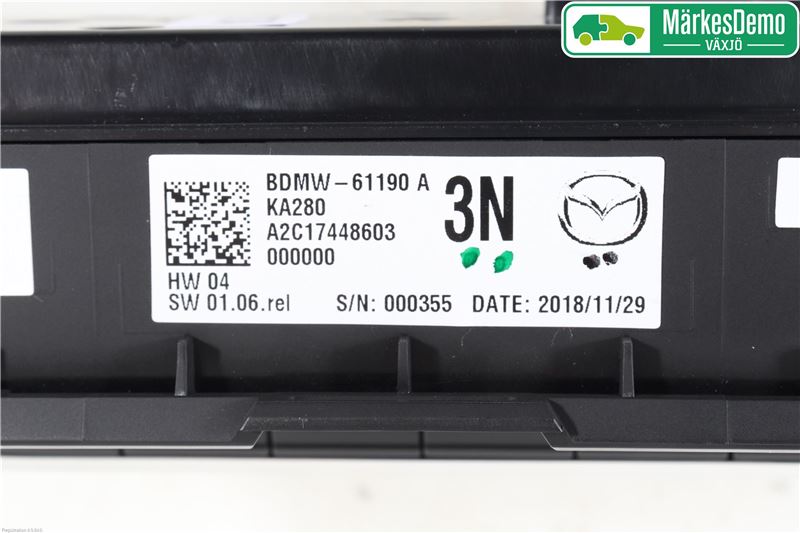 MärkesDemo
VÄXJÖ
BDMW-61190 A
KA280
A2C17448603
000000
3N
HW 04
SW 01.06.rel
S/N: 000355
DATE: 2018/11/29